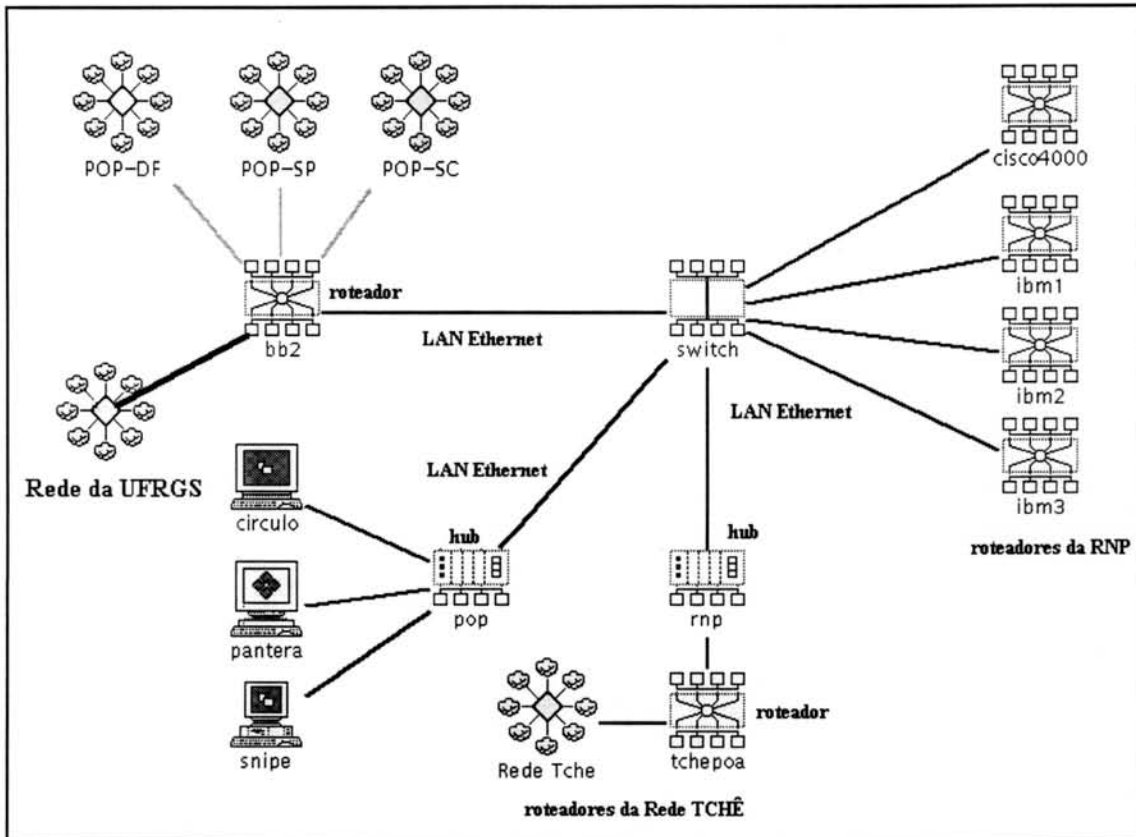 POP-DF
POP-SP
POP-SC
cisco4000
ibm1
roteador
LAN Ethernet
bb2
switch
ibm2
LAN Ethernet
Rede da UFRGS
LAN Ethernet
ibm3
circulo
hub
hub
roteadores da RNP
pantera
pop
rnp
roteador
snipe
Rede Tche
tchepoa
roteadores da Rede TCHÊ